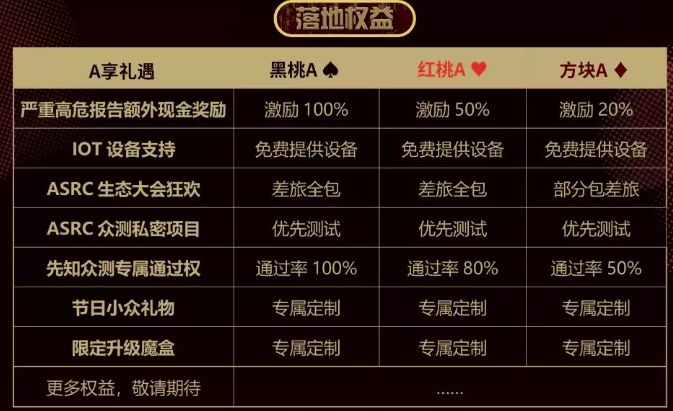 落地权益
A享礼遇 黑桃A ♠ 红桃A ♥ 方块A ♦
严重高危报告额外现金奖励 激励 100% 激励 50% 激励 20%
IOT 设备支持 免费提供设备 免费提供设备 免费提供设备
ASRC 生态大会狂欢 差旅全包 差旅全包 部分包差旅
ASRC 众测私密项目 优先测试 优先测试 优先测试
先知众测专属通过权 通过率 100% 通过率 80% 通过率 50%
节日小众礼物 专属定制 专属定制 专属定制
限定升级魔盒 专属定制 专属定制 专属定制
更多权益，敬请期待 ......